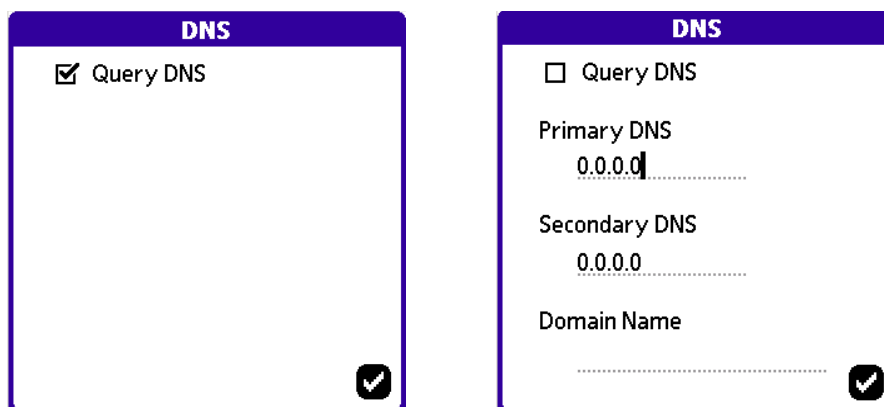 DNS
Query DNS
DNS
Query DNS
Primary DNS
0.0.0.0
Secondary DNS
0.0.0.0
Domain Name